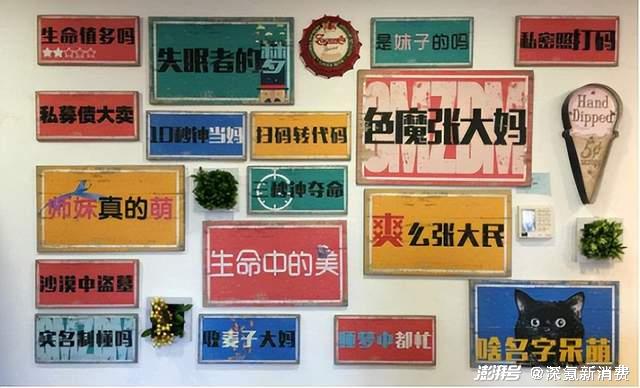 生命值多吗
失眠者的梦
是妹子的吗
私密照打码
私募债大卖
10秒钟当妈
扫码转代码
SMZDM
色魔张大妈
Hand
Dipped
5¢
师妹真的萌
秒钟夺命
爽么张大民
生命中的美
沙漠中盗墓
实名制懂吗
收麦子大妈
睡梦中都忙
啥名字呆萌
澎湃号 @深氪新消费